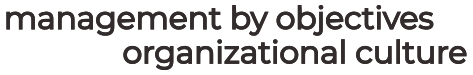 management by objectives
organizational culture